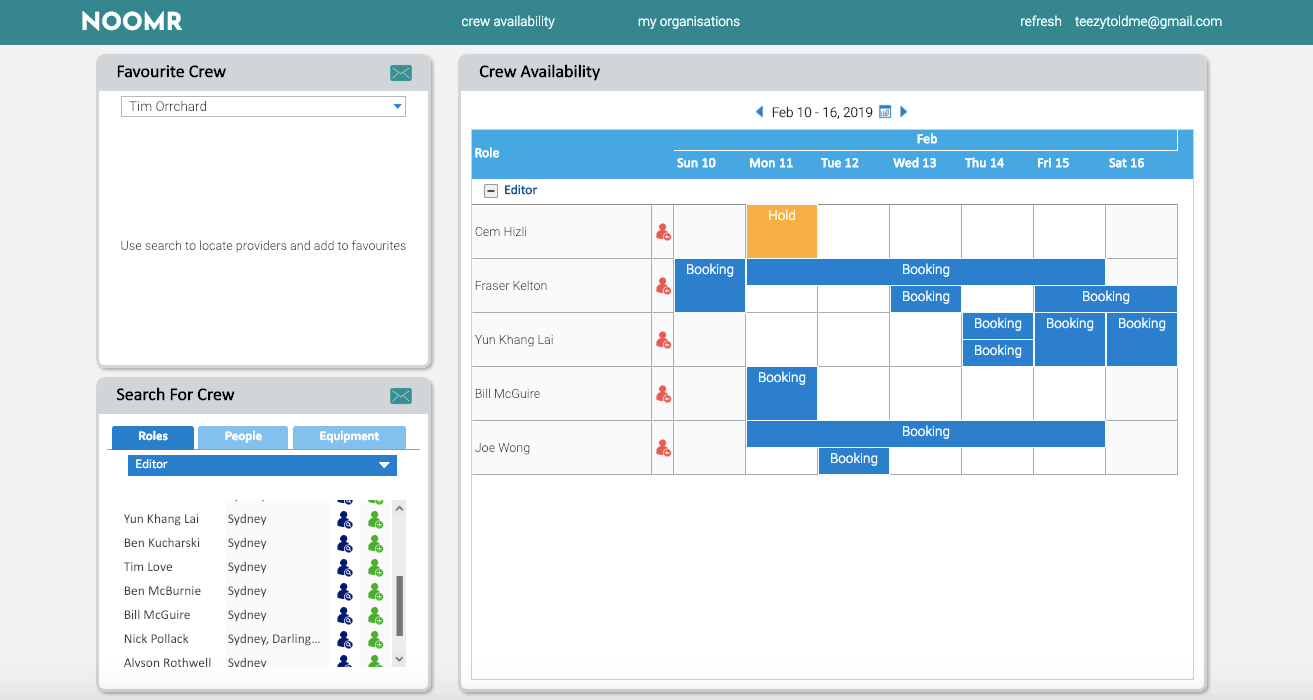 NOOMR
crew availability
my organisations
refresh
teezytoldme@gmail.com
Favourite Crew
Tim Orrchard
Use search to locate providers and add to favourites
Search For Crew
Roles
People
Equipment
Editor
Yun Khang Lai Sydney
Ben Kucharski Sydney
Tim Love Sydney
Ben McBurnie Sydney
Bill McGuire Sydney
Nick Pollack Sydney, Darling...
Alyson Rothwell Sydney
Crew Availability
Feb 10 - 16, 2019
Feb
Role
Sun 10 Mon 11 Tue 12 Wed 13 Thu 14 Fri 15 Sat 16
Editor
Hold
Cem Hizli
Booking Booking
Fraser Kelton
Booking Booking
Booking Booking Booking
Yun Khang Lai
Booking
Booking
Bill McGuire
Booking
Joe Wong
Booking